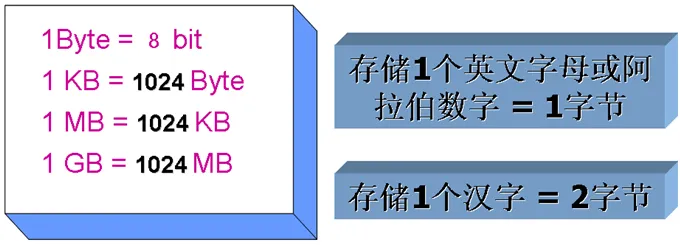 1Byte = 8 bit
1 KB = 1024 Byte
1 MB = 1024 KB
1 GB = 1024 MB
存储1个英文字母或阿
拉伯数字 = 1字节
存储1个汉字 = 2字节